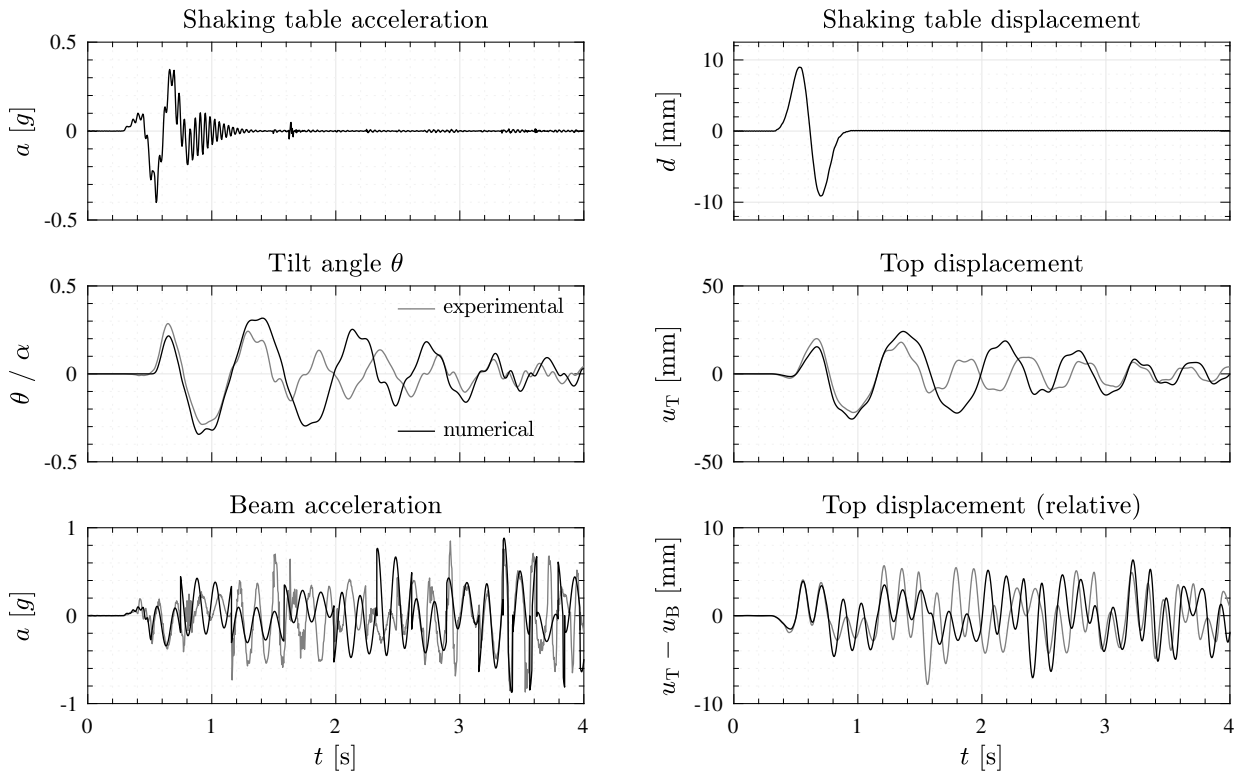 Shaking table acceleration
0.5
0
-0.5
a [g]
Shaking table displacement
10
0
-10
d [mm]
Tilt angle θ
0.5
0
-0.5
θ / α
experimental
numerical
Top displacement
50
0
-50
u_T [mm]
Beam acceleration
1
0
-1
a [g]
0 1 2 3 4
t [s]
Top displacement (relative)
10
0
-10
u_T − u_B [mm]
0 1 2 3 4
t [s]